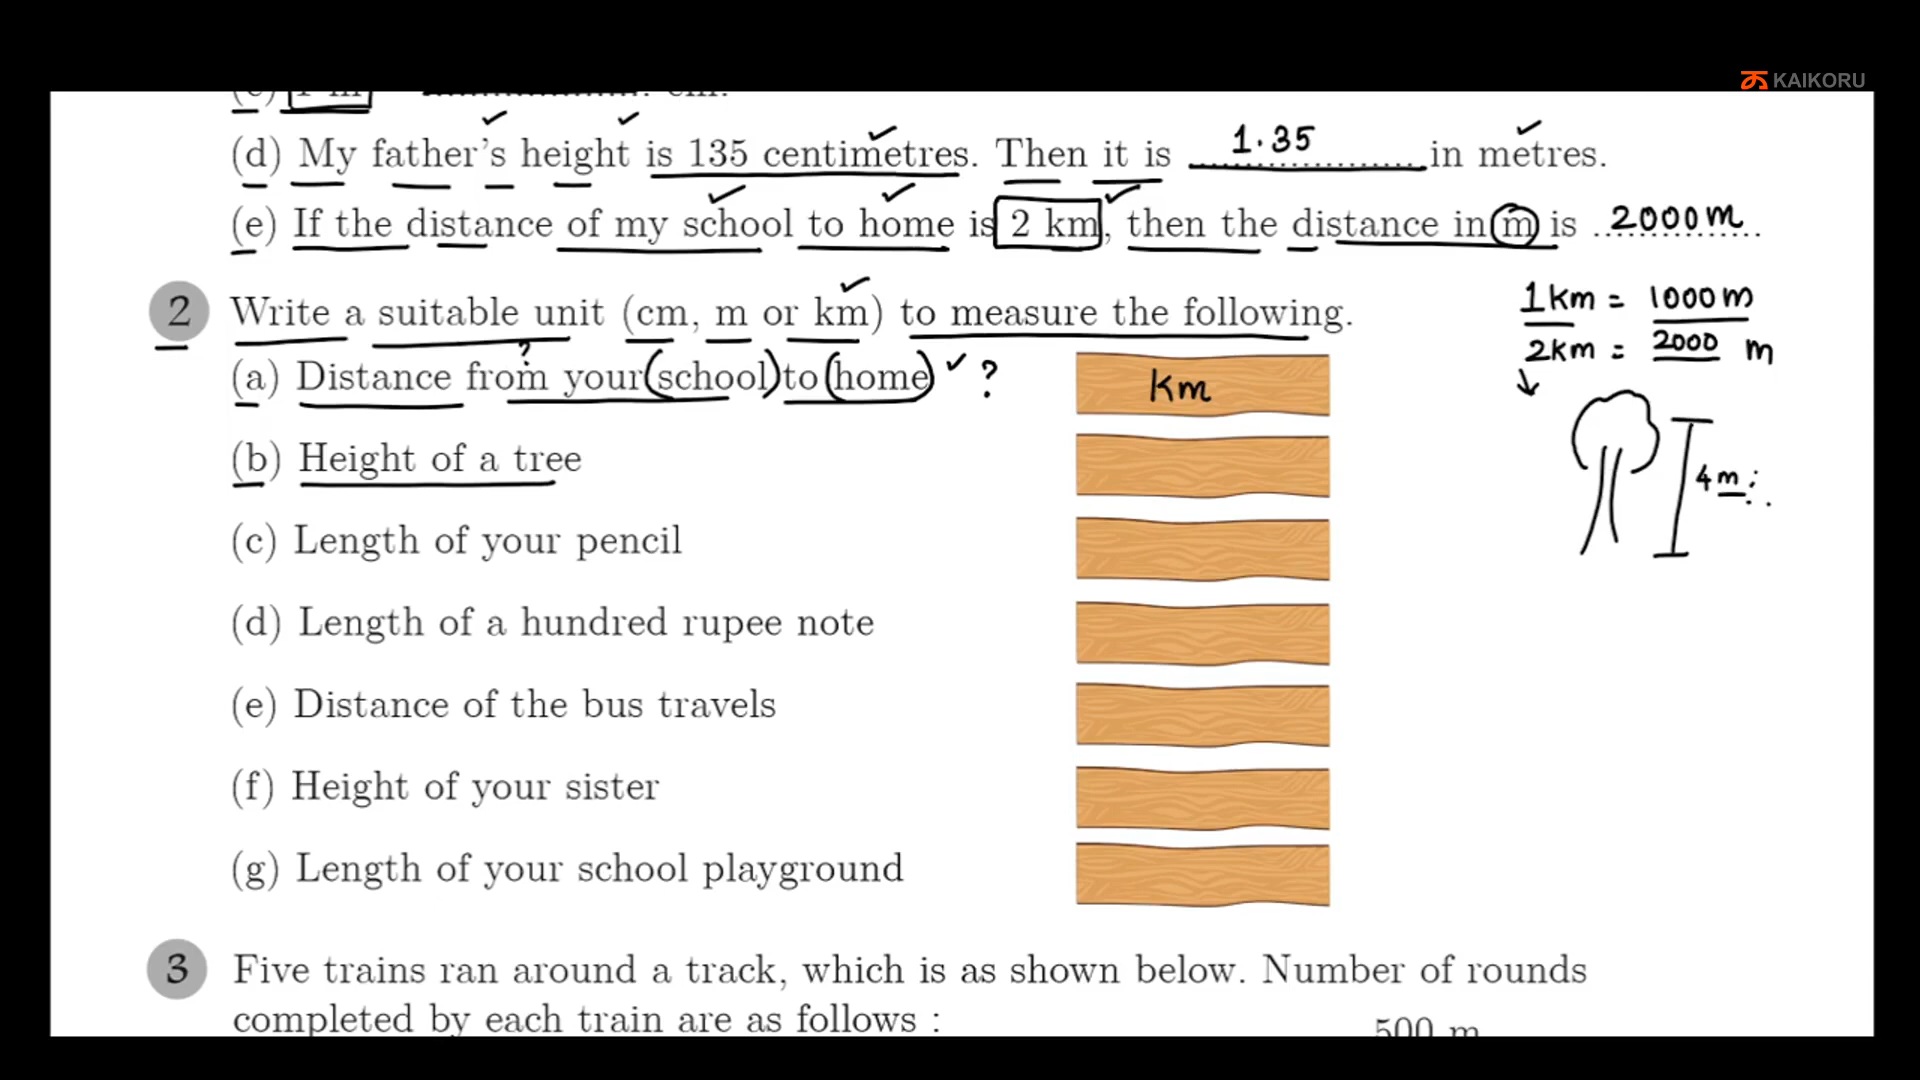 KAIKORU
(d) My father's height is 135 centimetres. Then it is 1.35 in metres.
(e) If the distance of my school to home is 2 km, then the distance in m is 2000m
2 Write a suitable unit (cm, m or km) to measure the following.
1km = 1000m
2km = 2000 m
(a) Distance from your (school) to (home) ?
km
(b) Height of a tree
4m
(c) Length of your pencil
(d) Length of a hundred rupee note
(e) Distance of the bus travels
(f) Height of your sister
(g) Length of your school playground
3 Five trains ran around a track, which is as shown below. Number of rounds
completed by each train are as follows :
500 m